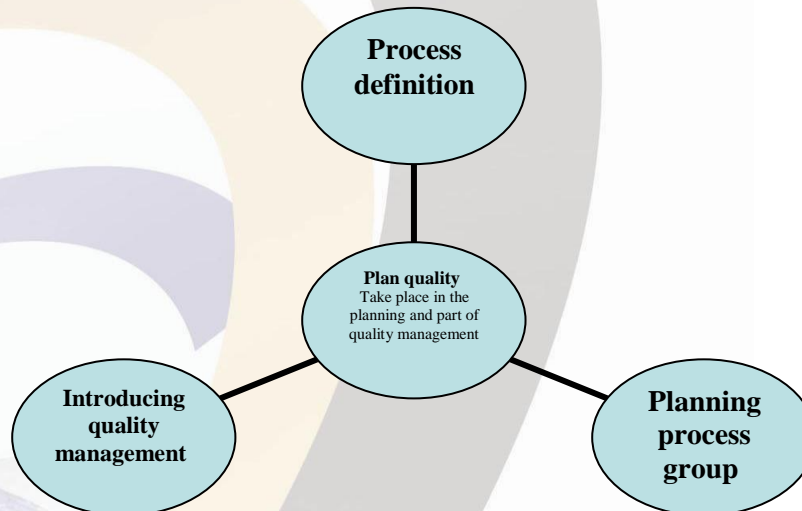 Process
definition
Plan quality
Take place in the
planning and part of
quality management
Introducing
quality
management
Planning
process
group